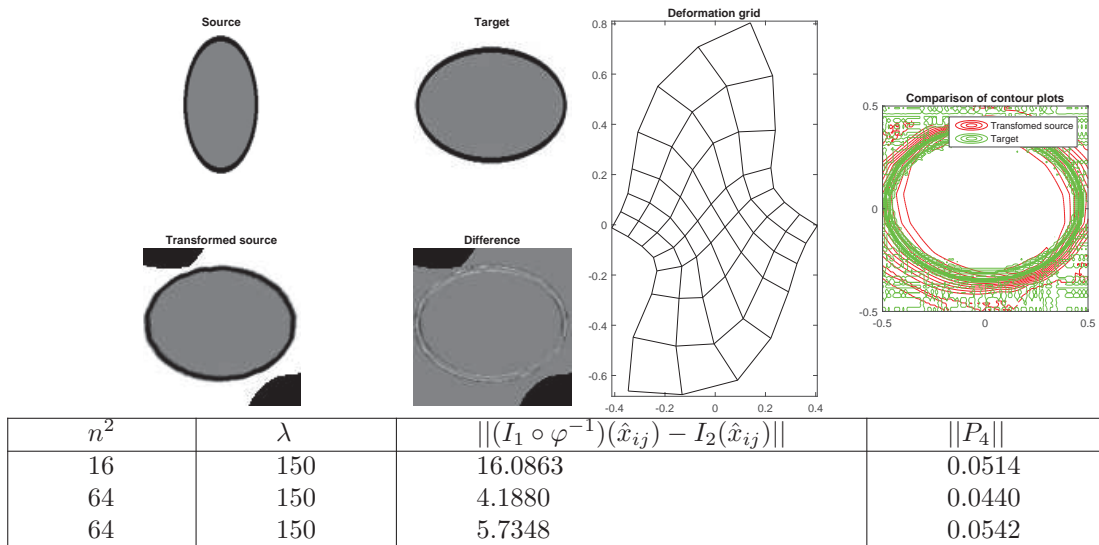 Source
Target
Deformation grid
0.8
0.6
0.4
0.2
0
-0.2
-0.4
-0.6
-0.4 -0.2 0 0.2 0.4
Comparison of contour plots
0.5
0
-0.5
-0.5 0 0.5
Transfomed source
Target
Transformed source
Difference
n² λ ||(I₁ ∘ φ⁻¹)(x̂ᵢⱼ) − I₂(x̂ᵢⱼ)|| ||P₄||
16 150 16.0863 0.0514
64 150 4.1880 0.0440
64 150 5.7348 0.0542